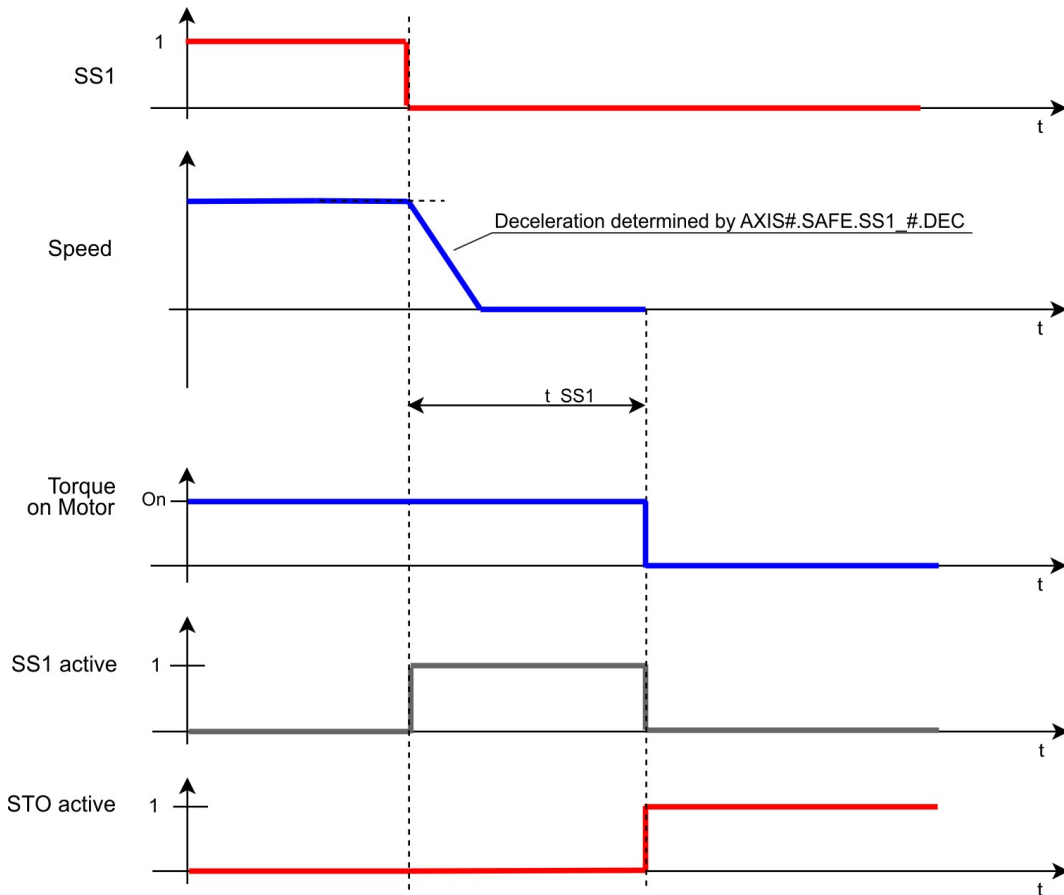 1
SS1
t
Speed
Deceleration determined by AXIS#.SAFE.SS1_#.DEC
t
t_SS1
Torque
on Motor
On
t
SS1 active
1
t
STO active
1
t